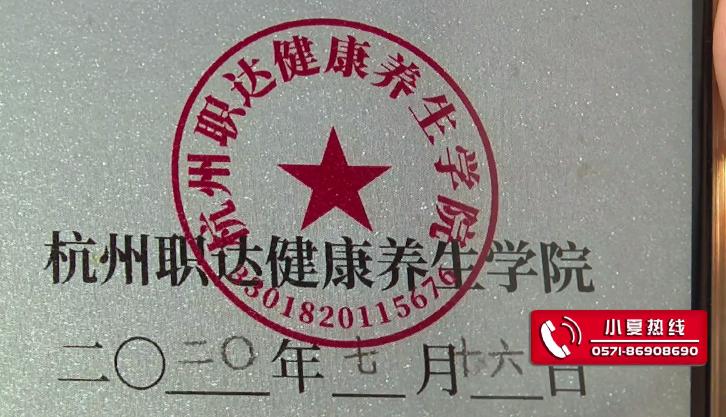 杭州职达健康养生学院
杭州职达健康养生学院
3301820115676
二〇二〇年七月十六日
小夏热线
0571-86908690